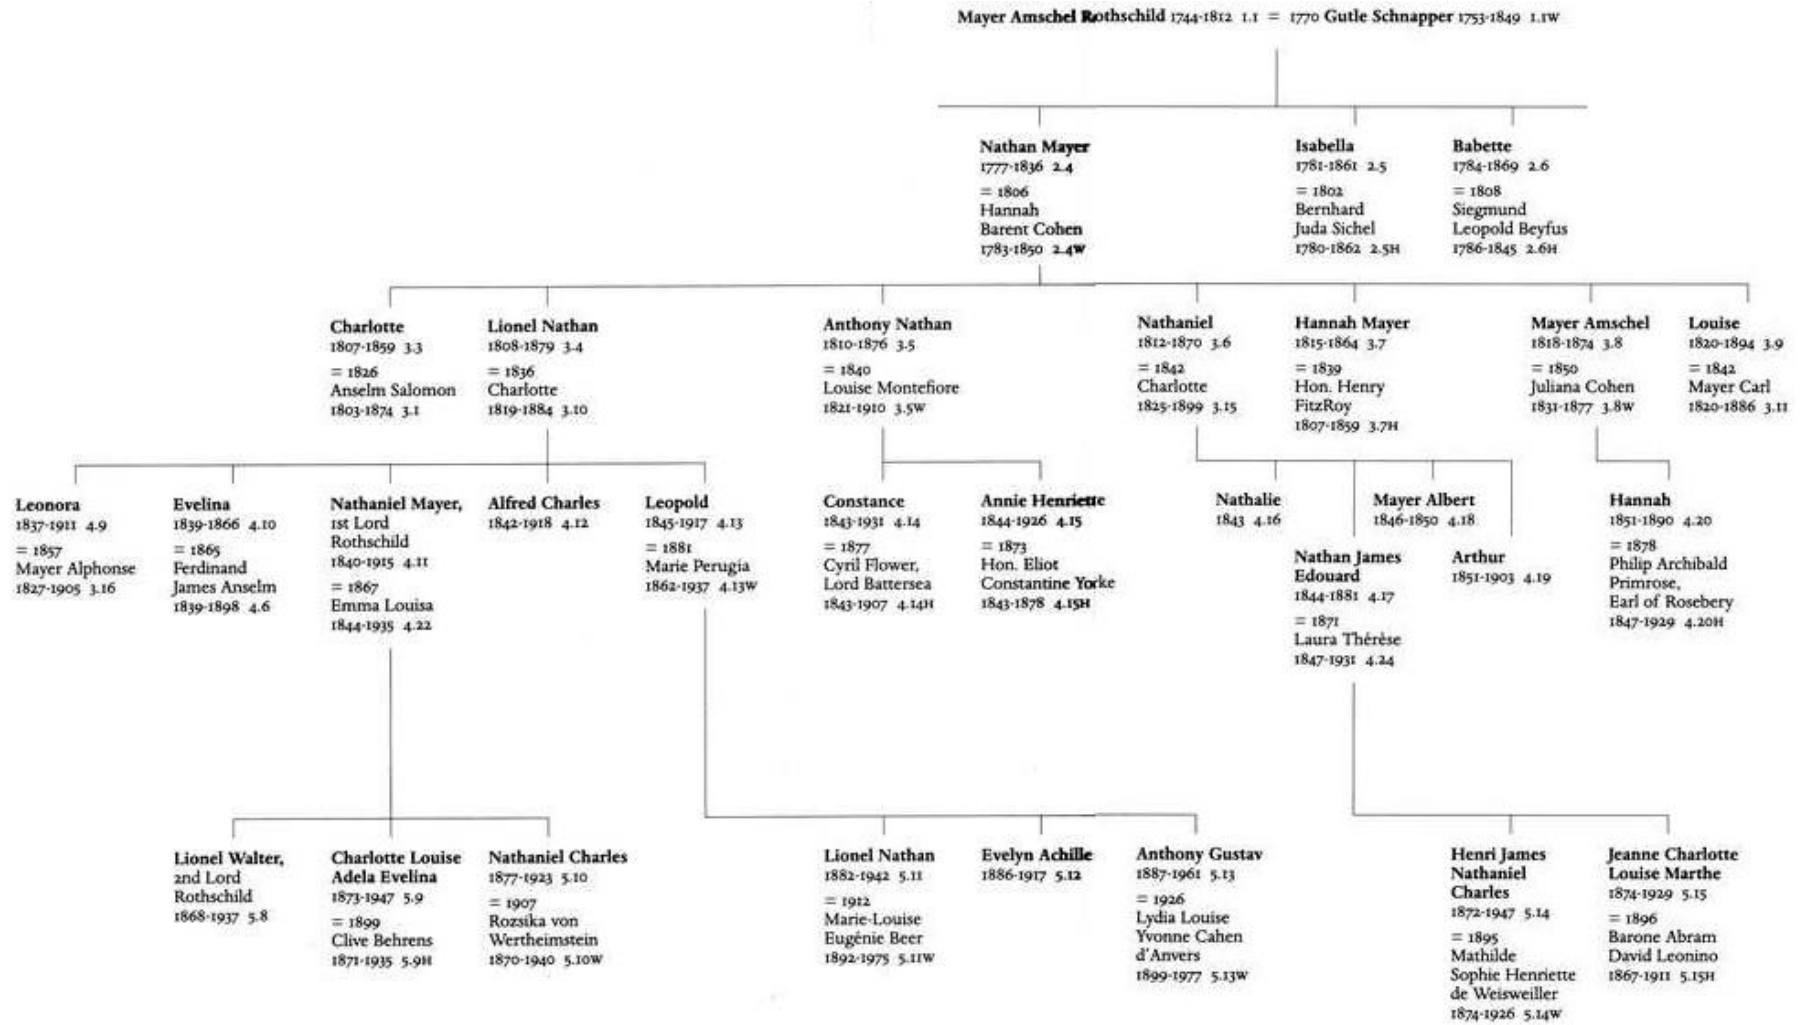 Mayer Amschel Rothschild 1744-1812 1.1 = 1770 Gutle Schnapper 1753-1849 1.1W
Nathan Mayer
1777-1836 2.4
= 1806
Hannah
Barent Cohen
1783-1850 2.4W
Isabella
1781-1861 2.5
= 1802
Bernhard
Juda Sichel
1780-1862 2.5H
Babette
1784-1869 2.6
= 1808
Siegmund
Leopold Beyfus
1786-1845 2.6H
Charlotte
1807-1859 3.3
= 1826
Anselm Salomon
1803-1874 3.1
Lionel Nathan
1808-1879 3.4
= 1836
Charlotte
1819-1884 3.10
Anthony Nathan
1810-1876 3.5
= 1840
Louise Montefiore
1821-1910 3.5W
Nathaniel
1812-1870 3.6
= 1842
Charlotte
1825-1899 3.15
Hannah Mayer
1815-1864 3.7
= 1839
Hon. Henry
FitzRoy
1807-1859 3.7H
Mayer Amschel
1818-1874 3.8
= 1850
Juliana Cohen
1831-1877 3.8W
Louise
1820-1894 3.9
= 1842
Mayer Carl
1820-1886 3.11
Leonora
1837-1911 4.9
= 1857
Mayer Alphonse
1827-1905 3.16
Evelina
1839-1866 4.10
= 1865
Ferdinand
James Anselm
1839-1898 4.6
Nathaniel Mayer,
1st Lord
Rothschild
1840-1915 4.11
= 1867
Emma Louisa
1844-1935 4.22
Alfred Charles
1842-1918 4.12
Leopold
1845-1917 4.13
= 1881
Marie Perugia
1862-1937 4.13W
Constance
1843-1931 4.14
= 1877
Cyril Flower,
Lord Battersea
1843-1907 4.14H
Annie Henriette
1844-1926 4.15
= 1873
Hon. Eliot
Constantine Yorke
1843-1878 4.15H
Nathalie
1843 4.16
Nathan James
Edouard
1844-1881 4.17
= 1871
Laura Thérèse
1847-1931 4.24
Mayer Albert
1846-1850 4.18
Arthur
1851-1903 4.19
Hannah
1851-1890 4.20
= 1878
Philip Archibald
Primrose,
Earl of Rosebery
1847-1929 4.20H
Lionel Walter,
2nd Lord
Rothschild
1868-1937 5.8
Charlotte Louise
Adela Evelina
1873-1947 5.9
= 1899
Clive Behrens
1871-1935 5.9H
Nathaniel Charles
1877-1923 5.10
= 1907
Rozsika von
Wertheimstein
1870-1940 5.10W
Lionel Nathan
1882-1942 5.11
= 1912
Marie-Louise
Eugénie Beer
1892-1975 5.11W
Evelyn Achille
1886-1917 5.12
Anthony Gustav
1887-1961 5.13
= 1926
Lydia Louise
Yvonne Cahen
d'Anvers
1899-1977 5.13W
Henri James
Nathaniel
Charles
1872-1947 5.14
= 1895
Mathilde
Sophie Henriette
de Weisweiller
1874-1926 5.14W
Jeanne Charlotte
Louise Marthe
1874-1929 5.15
= 1896
Barone Abram
David Leonino
1867-1911 5.15H